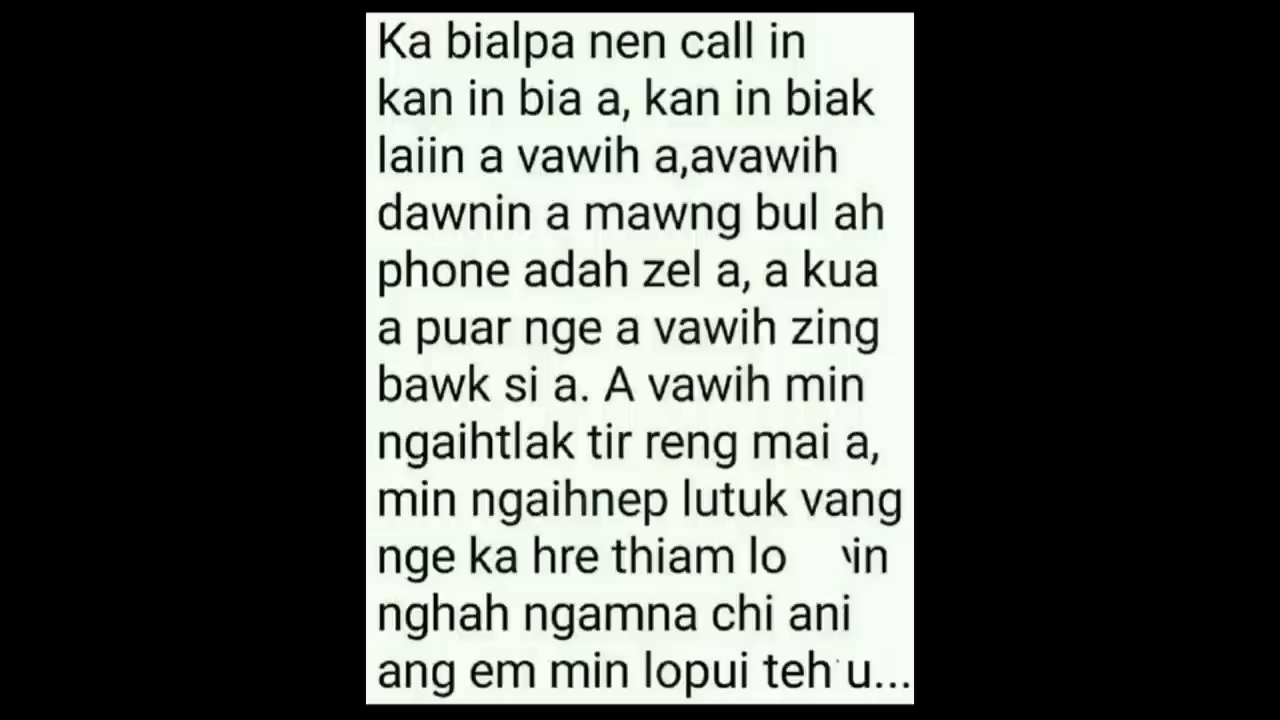 Ka bialpa nen call in
kan in bia a, kan in biak
laiin a vawih a,avawih
dawnin a mawng bul ah
phone adah zel a, a kua
a puar nge a vawih zing
bawk si a. A vawih min
ngaihtlak tir reng mai a,
min ngaihnep lutuk vang
nge ka hre thiam lo in
nghah ngamna chi ani
ang em min lopui teh u...